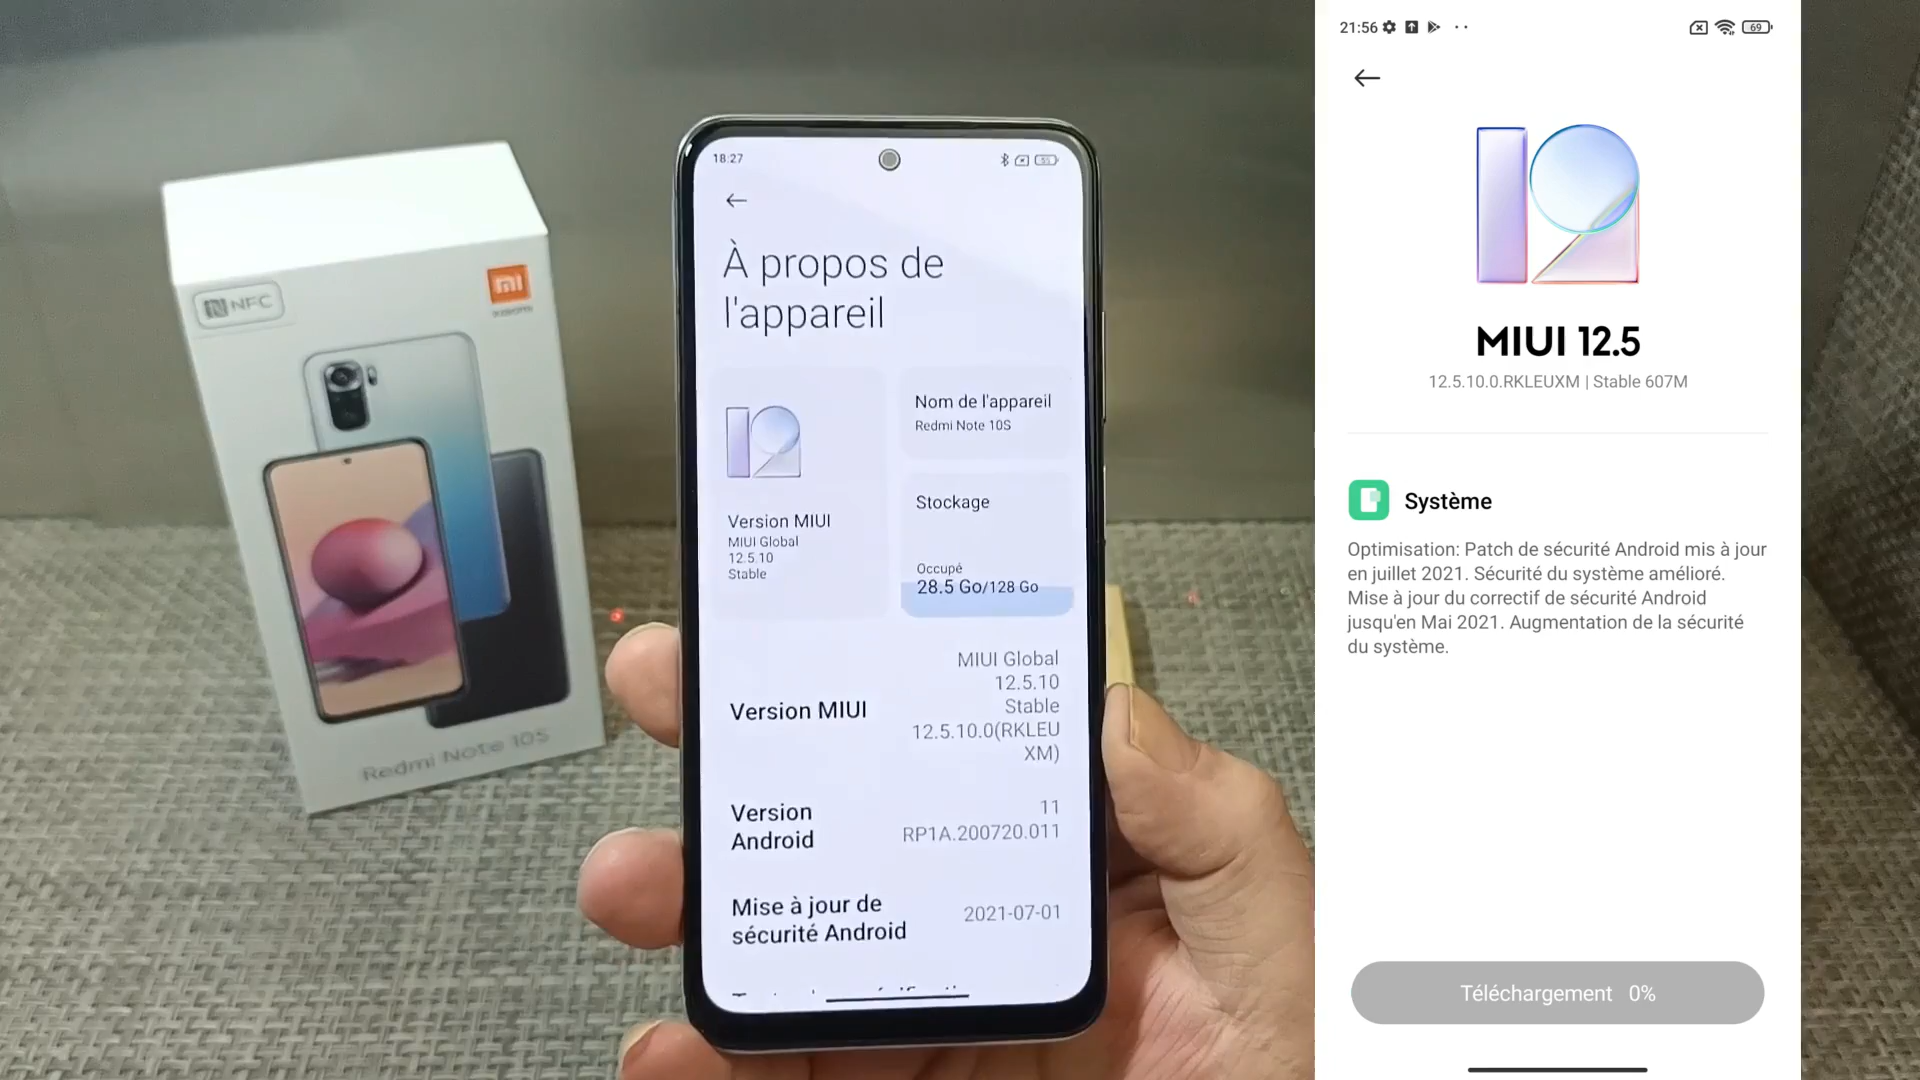 NFC
mi
XIAOMI
Redmi Note 10S
18:27
55
À propos de
l'appareil
Version MIUI
MIUI Global
12.5.10
Stable
Nom de l'appareil
Redmi Note 10S
Stockage
Occupé
28.5 Go/128 Go
Version MIUI
MIUI Global
12.5.10
Stable
12.5.10.0(RKLEU
XM)
Version
Android
11
RP1A.200720.011
Mise à jour de
sécurité Android
2021-07-01
21:56
69
12
MIUI 12.5
12.5.10.0.RKLEUXM | Stable 607M
Système
Optimisation: Patch de sécurité Android mis à jour
en juillet 2021. Sécurité du système amélioré.
Mise à jour du correctif de sécurité Android
jusqu'en Mai 2021. Augmentation de la sécurité
du système.
Téléchargement 0%